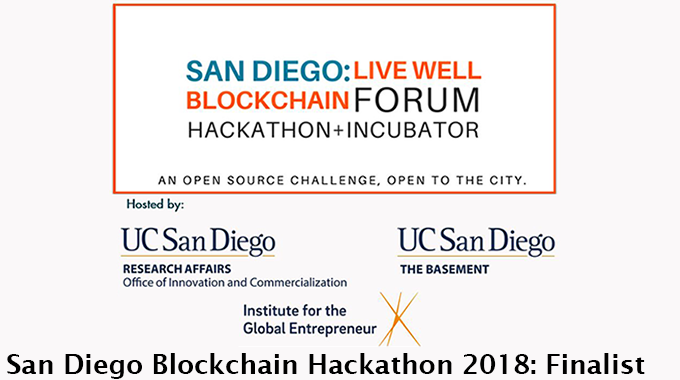 SAN DIEGO: LIVE WELL
BLOCKCHAIN FORUM
HACKATHON+INCUBATOR
AN OPEN SOURCE CHALLENGE, OPEN TO THE CITY.
Hosted by:
UC San Diego
RESEARCH AFFAIRS
Office of Innovation and Commercialization
UC San Diego
THE BASEMENT
Institute for the
Global Entrepreneur
San Diego Blockchain Hackathon 2018: Finalist